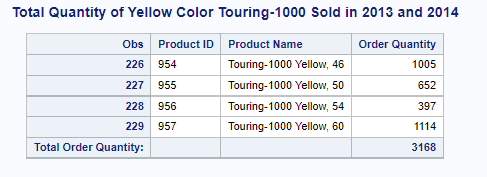 Total Quantity of Yellow Color Touring-1000 Sold in 2013 and 2014
Obs Product ID Product Name Order Quantity
226 954 Touring-1000 Yellow, 46 1005
227 955 Touring-1000 Yellow, 50 652
228 956 Touring-1000 Yellow, 54 397
229 957 Touring-1000 Yellow, 60 1114
Total Order Quantity: 3168